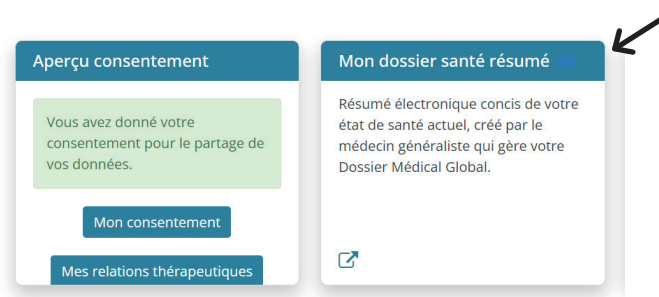 Aperçu consentement
Vous avez donné votre
consentement pour le partage de
vos données.
Mon consentement
Mes relations thérapeutiques
Mon dossier santé résumé
Résumé électronique concis de votre
état de santé actuel, créé par le
médecin généraliste qui gère votre
Dossier Médical Global.